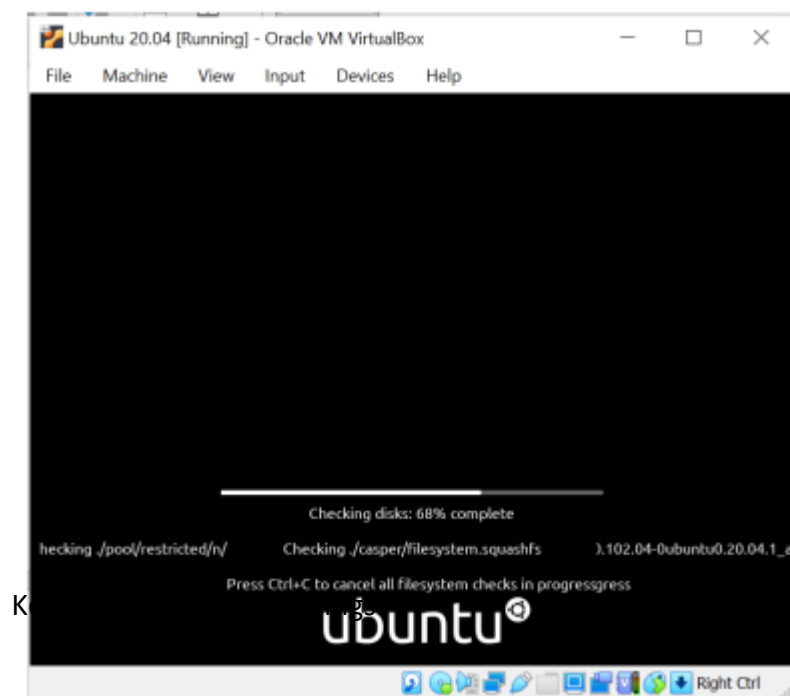 Ubuntu 20.04 [Running] - Oracle VM VirtualBox
File Machine View Input Devices Help
Checking disks: 68% complete
hecking ./pool/restricted/n/ Checking ./casper/filesystem.squashfs ).102.04-0ubuntu0.20.04.1_a
Press Ctrl+C to cancel all filesystem checks in progressgress
ubuntu
Right Ctrl